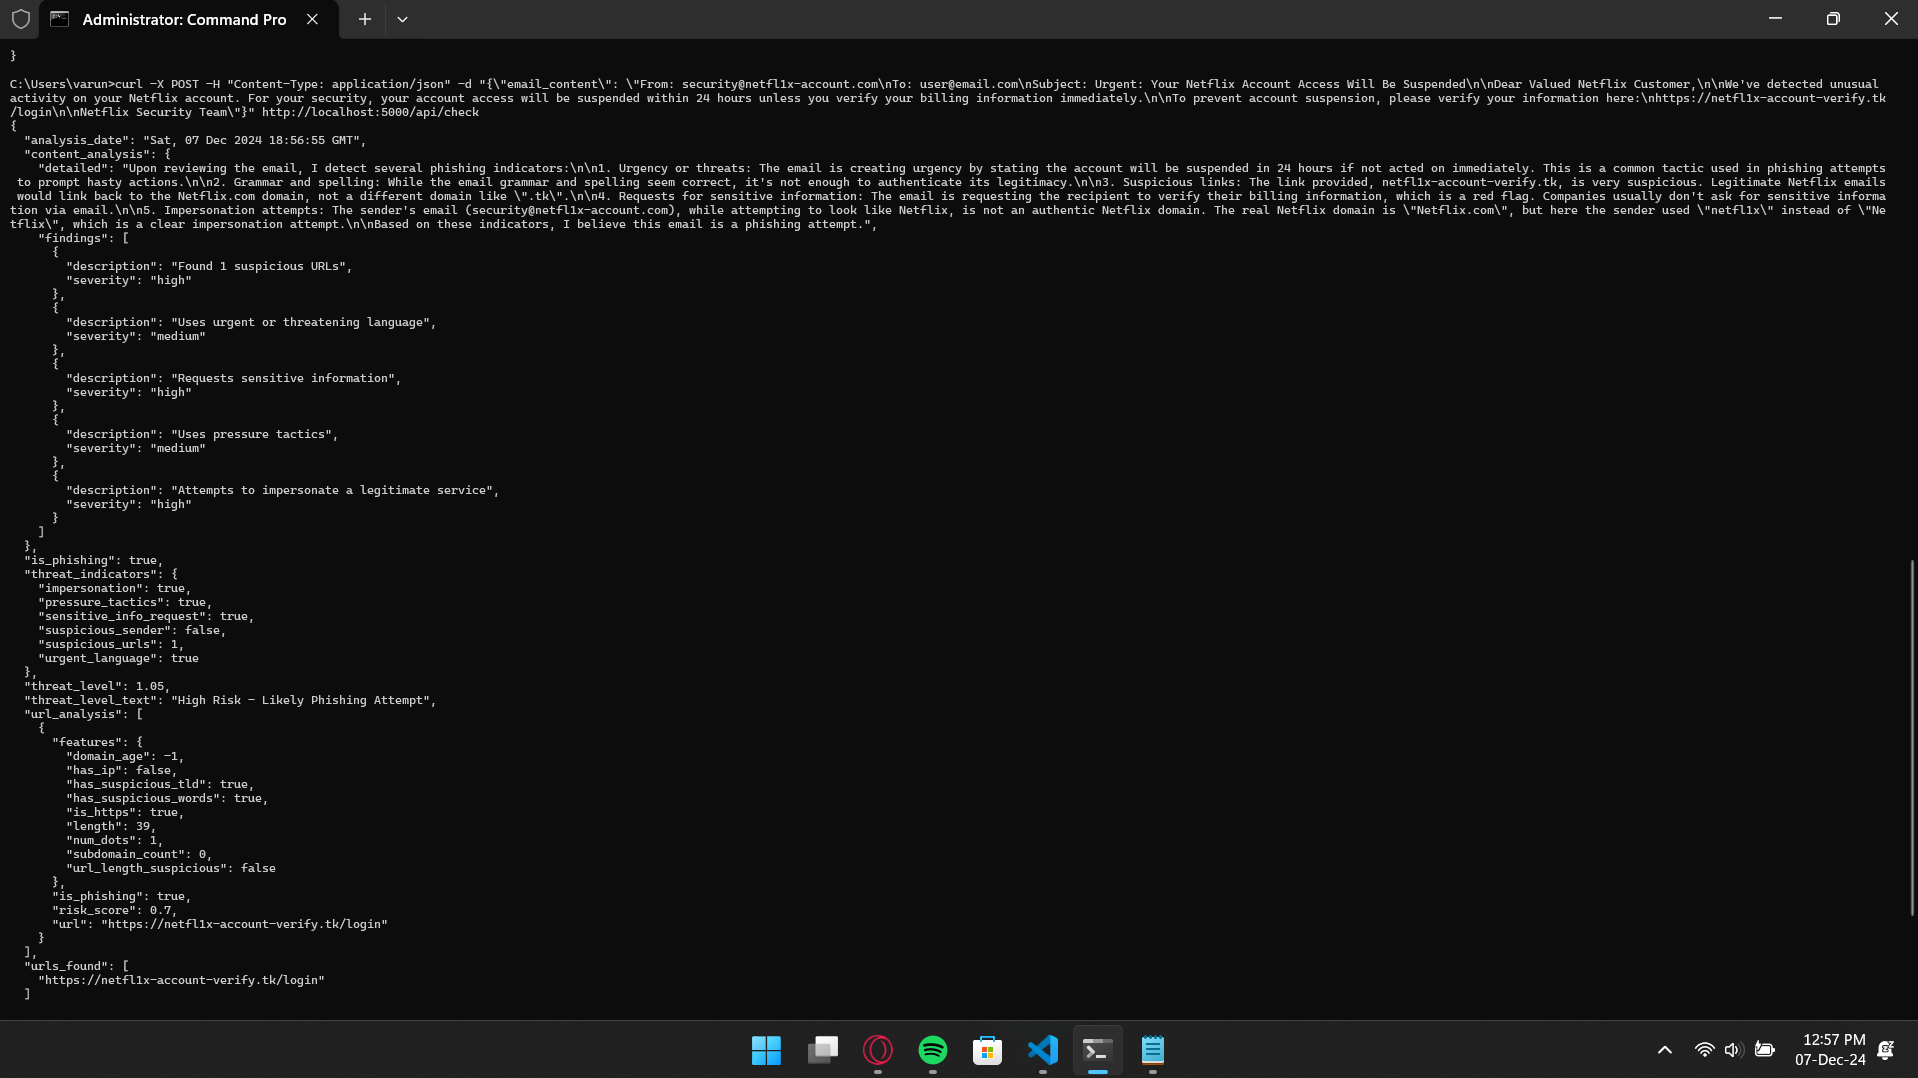 Administrator: Command Pro
}
C:\Users\varun>curl -X POST -H "Content-Type: application/json" -d "{\"email_content\": \"From: security@netfl1x-account.com\nTo: user@email.com\nSubject: Urgent: Your Netflix Account Access Will Be Suspended\n\nDear Valued Netflix Customer,\n\nWe've detected unusual
activity on your Netflix account. For your security, your account access will be suspended within 24 hours unless you verify your billing information immediately.\n\nTo prevent account suspension, please verify your information here:\nhttps://netfl1x-account-verify.tk
/login\n\nNetflix Security Team\"}" http://localhost:5000/api/check
{
"analysis_date": "Sat, 07 Dec 2024 18:56:55 GMT",
"content_analysis": {
"detailed": "Upon reviewing the email, I detect several phishing indicators:\n\n1. Urgency or threats: The email is creating urgency by stating the account will be suspended in 24 hours if not acted on immediately. This is a common tactic used in phishing attempts
to prompt hasty actions.\n\n2. Grammar and spelling: While the email grammar and spelling seem correct, it's not enough to authenticate its legitimacy.\n\n3. Suspicious links: The link provided, netfl1x-account-verify.tk, is very suspicious. Legitimate Netflix emails
would link back to the Netflix.com domain, not a different domain like \".tk\".\n\n4. Requests for sensitive information: The email is requesting the recipient to verify their billing information, which is a red flag. Companies usually don't ask for sensitive informa
tion via email.\n\n5. Impersonation attempts: The sender's email (security@netfl1x-account.com), while attempting to look like Netflix, is not an authentic Netflix domain. The real Netflix domain is \"Netflix.com\", but here the sender used \"netfl1x\" instead of \"Ne
tflix\", which is a clear impersonation attempt.\n\nBased on these indicators, I believe this email is a phishing attempt.",
"findings": [
{
"description": "Found 1 suspicious URLs",
"severity": "high"
},
{
"description": "Uses urgent or threatening language",
"severity": "medium"
},
{
"description": "Requests sensitive information",
"severity": "high"
},
{
"description": "Uses pressure tactics",
"severity": "medium"
},
{
"description": "Attempts to impersonate a legitimate service",
"severity": "high"
}
]
},
"is_phishing": true,
"threat_indicators": {
"impersonation": true,
"pressure_tactics": true,
"sensitive_info_request": true,
"suspicious_sender": false,
"suspicious_urls": 1,
"urgent_language": true
},
"threat_level": 1.05,
"threat_level_text": "High Risk - Likely Phishing Attempt",
"url_analysis": [
{
"features": {
"domain_age": -1,
"has_ip": false,
"has_suspicious_tld": true,
"has_suspicious_words": true,
"is_https": true,
"length": 39,
"num_dots": 1,
"subdomain_count": 0,
"url_length_suspicious": false
},
"is_phishing": true,
"risk_score": 0.7,
"url": "https://netfl1x-account-verify.tk/login"
}
],
"urls_found": [
"https://netfl1x-account-verify.tk/login"
]
12:57 PM
07-Dec-24